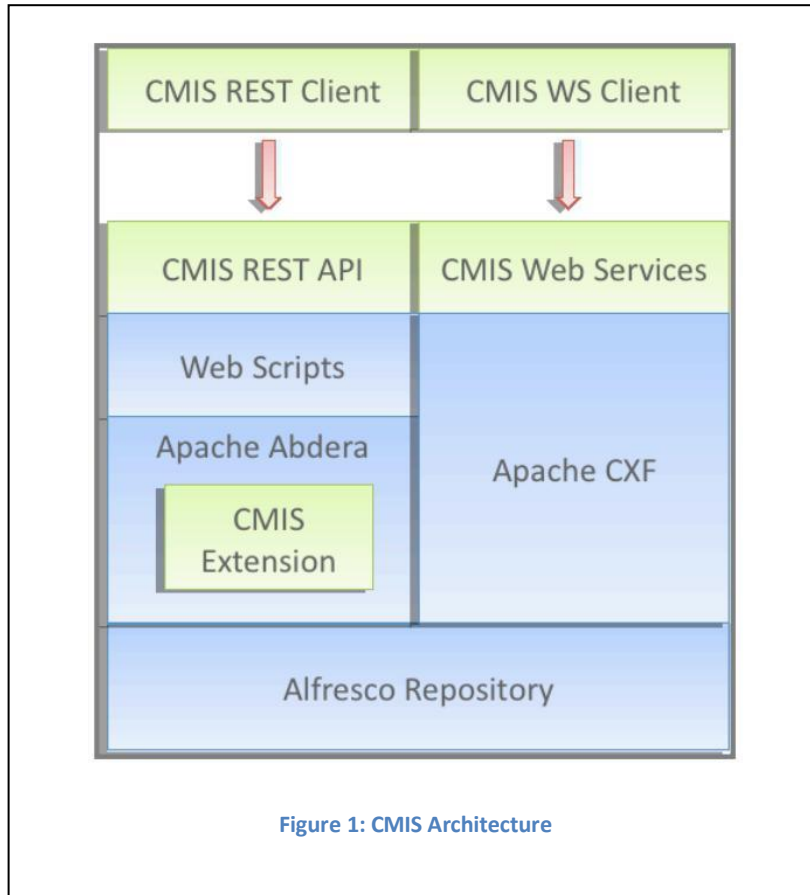 CMIS REST Client
CMIS WS Client
CMIS REST API
CMIS Web Services
Web Scripts
Apache Abdera
CMIS
Extension
Apache CXF
Alfresco Repository
Figure 1: CMIS Architecture